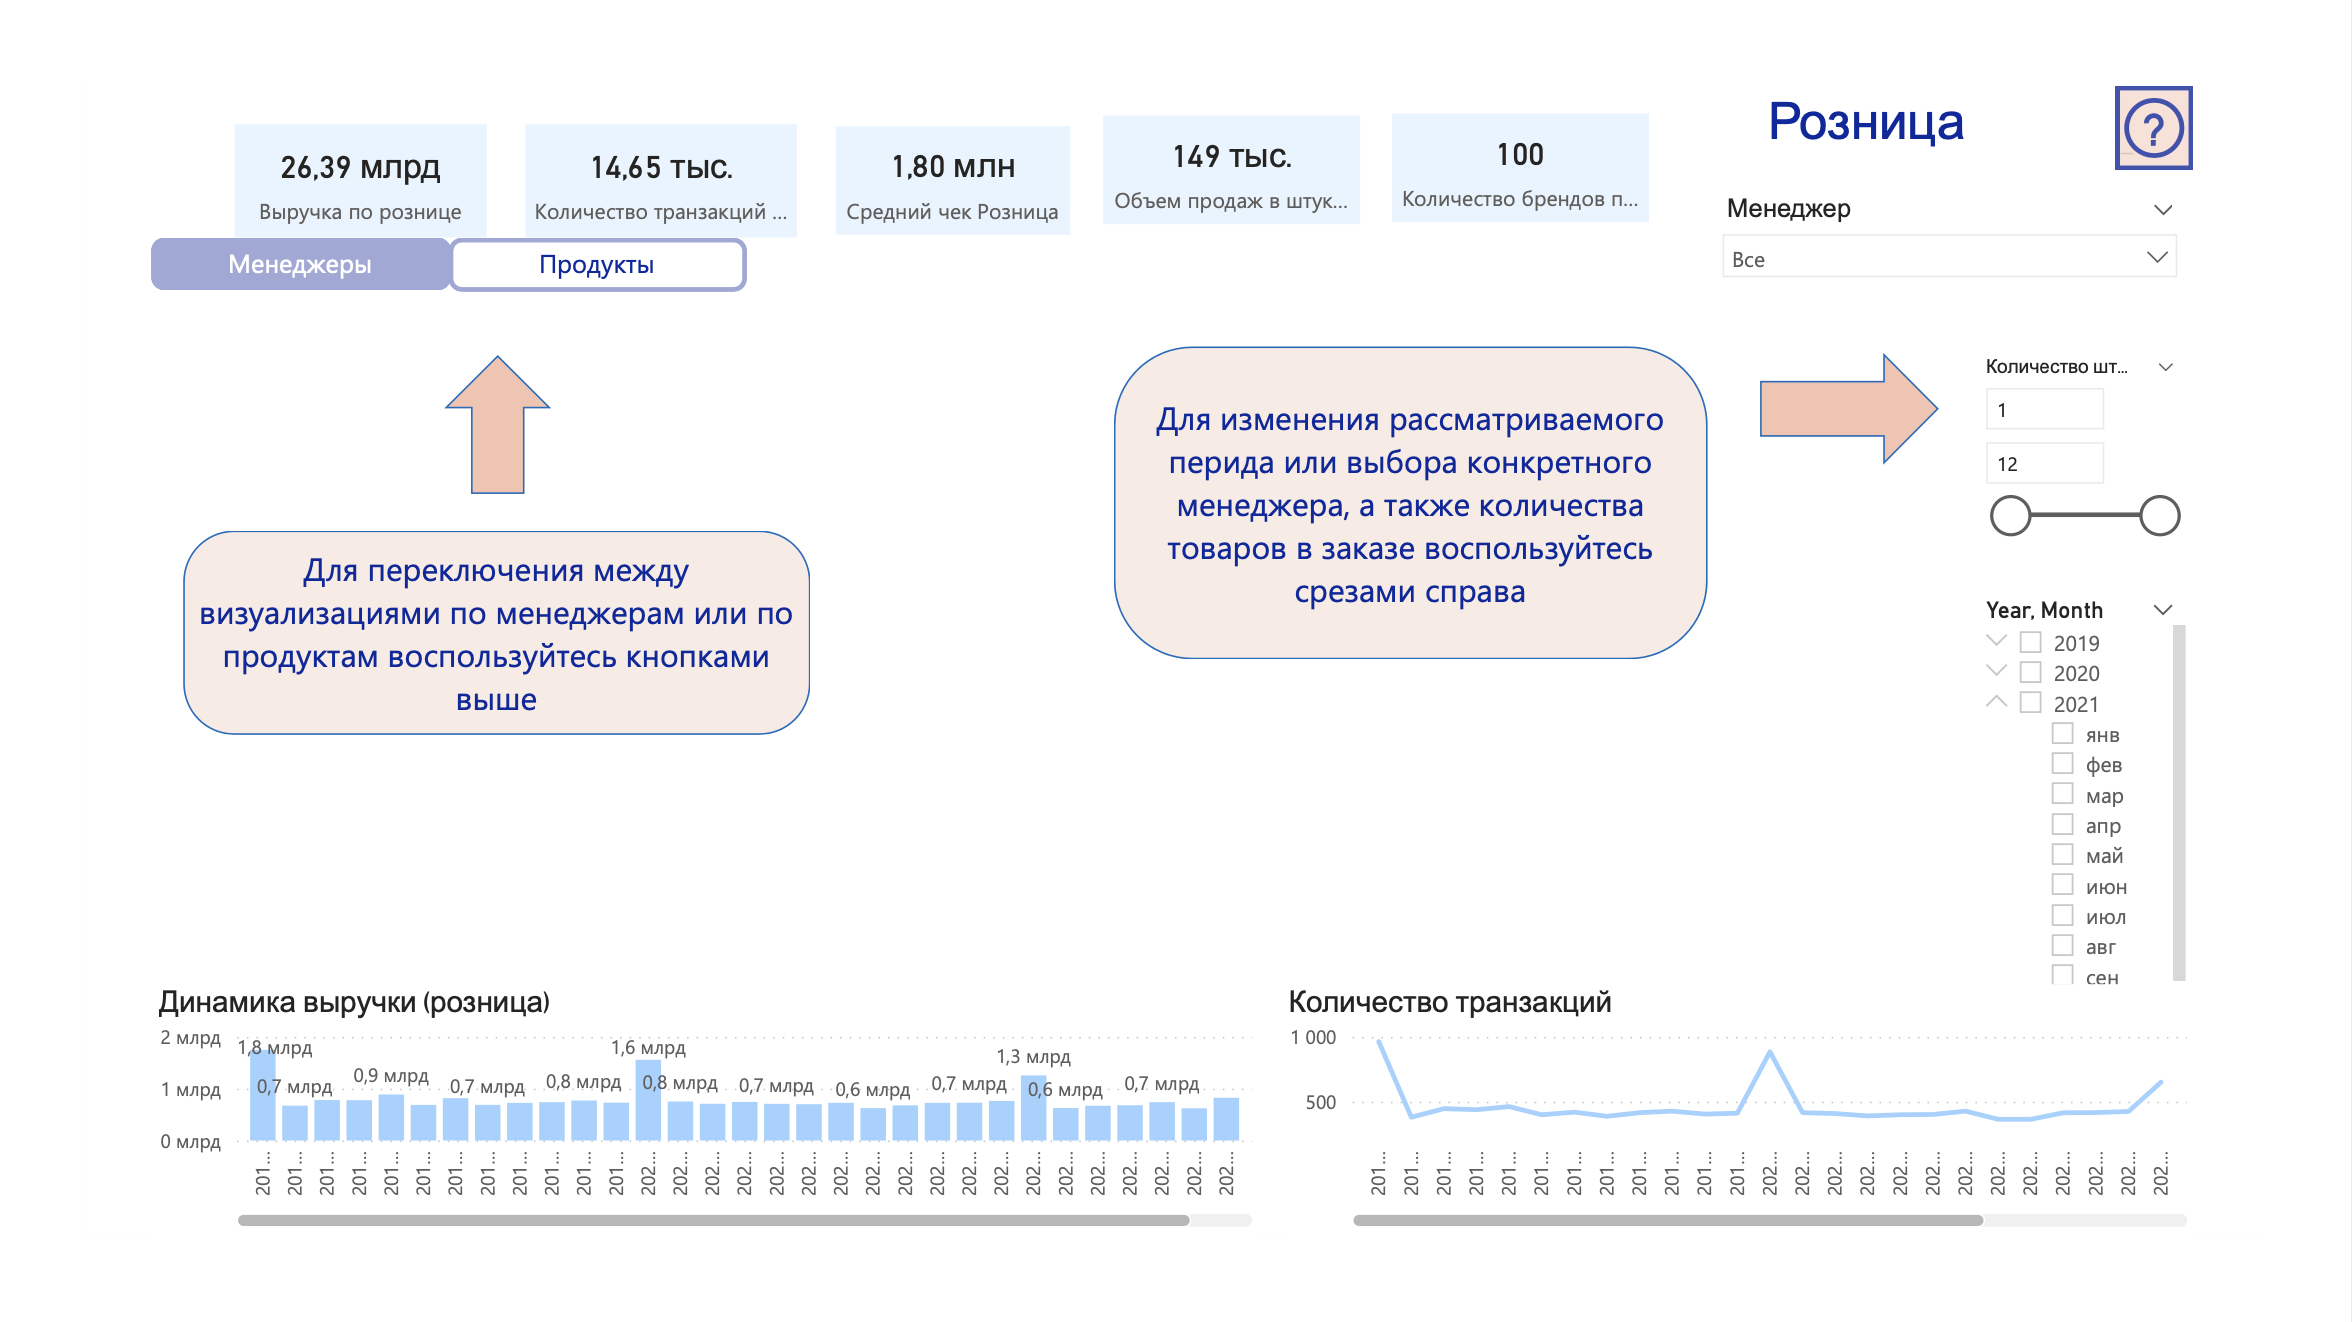 Розница
?
26,39 млрд
Выручка по рознице
14,65 тыс.
Количество транзакций ...
1,80 млн
Средний чек Розница
149 тыс.
Объем продаж в штук...
100
Количество брендов п...
Менеджер
Все
Менеджеры
Продукты
Для переключения между
визуализациями по менеджерам или по
продуктам воспользуйтесь кнопками
выше
Для изменения рассматриваемого
перида или выбора конкретного
менеджера, а также количества
товаров в заказе воспользуйтесь
срезами справа
Количество шт...
1
12
Year, Month
2019
2020
2021
янв
фев
мар
апр
май
июн
июл
авг
сен
Динамика выручки (розница)
2 млрд
1 млрд
0 млрд
1,8 млрд
0,7 млрд
0,9 млрд
0,7 млрд
0,8 млрд
1,6 млрд
0,8 млрд
0,7 млрд
0,6 млрд
0,7 млрд
1,3 млрд
0,6 млрд
0,7 млрд
201... 201... 201... 201... 201... 201... 201... 201... 201... 201... 201... 201... 202... 202... 202... 202... 202... 202... 202... 202... 202... 202... 202... 202... 202... 202... 202... 202... 202... 202... 202...
Количество транзакций
1 000
500
201... 201... 201... 201... 201... 201... 201... 201... 201... 201... 201... 201... 202... 202... 202... 202... 202... 202... 202... 202... 202... 202... 202... 202... 202...